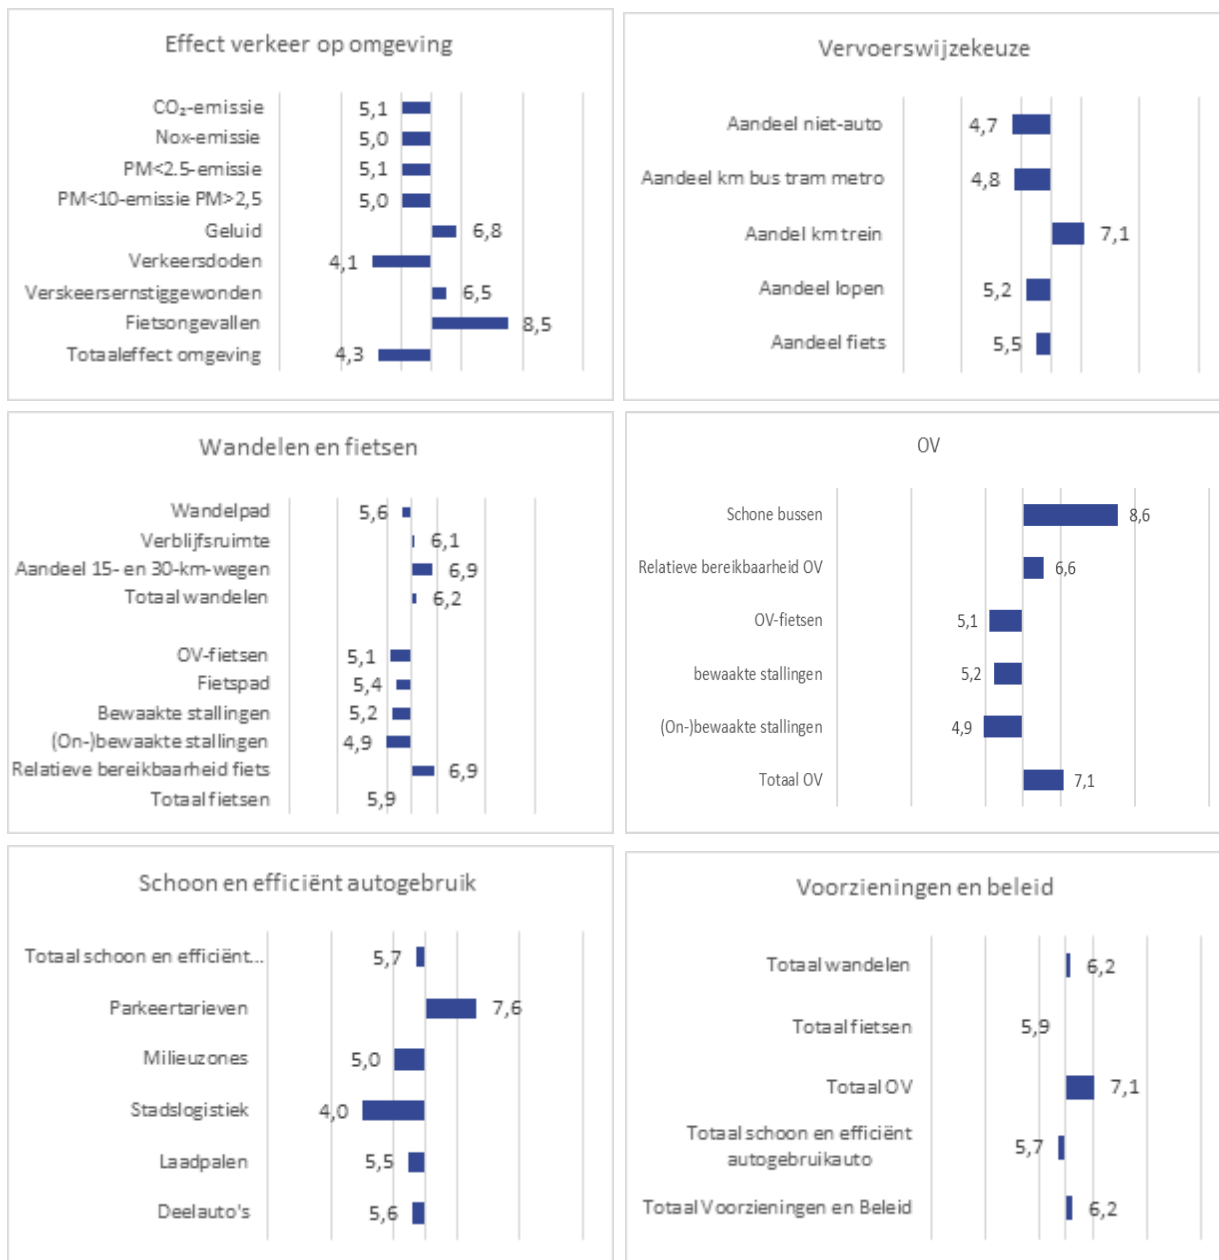 Effect verkeer op omgeving
CO₂-emissie 5,1
Nox-emissie 5,0
PM<2.5-emissie 5,1
PM<10-emissie PM>2,5 5,0
Geluid 6,8
Verkeersdoden 4,1
Verskeersernstiggewonden 6,5
Fietsongevallen 8,5
Totaaleffect omgeving 4,3
Vervoerswijzekeuze
Aandeel niet-auto 4,7
Aandeel km bus tram metro 4,8
Aandel km trein 7,1
Aandeel lopen 5,2
Aandeel fiets 5,5
Wandelen en fietsen
Wandelpad 5,6
Verblijfsruimte 6,1
Aandeel 15- en 30-km-wegen 6,9
Totaal wandelen 6,2
OV-fietsen 5,1
Fietspad 5,4
Bewaakte stallingen 5,2
(On-)bewaakte stallingen 4,9
Relatieve bereikbaarheid fiets 6,9
Totaal fietsen 5,9
OV
Schone bussen 8,6
Relatieve bereikbaarheid OV 6,6
OV-fietsen 5,1
bewaakte stallingen 5,2
(On-)bewaakte stallingen 4,9
Totaal OV 7,1
Schoon en efficiënt autogebruik
Totaal schoon en efficiënt... 5,7
Parkeertarieven 7,6
Milieuzones 5,0
Stadslogistiek 4,0
Laadpalen 5,5
Deelauto's 5,6
Voorzieningen en beleid
Totaal wandelen 6,2
Totaal fietsen 5,9
Totaal OV 7,1
Totaal schoon en efficiënt
autogebruikauto 5,7
Totaal Voorzieningen en Beleid 6,2